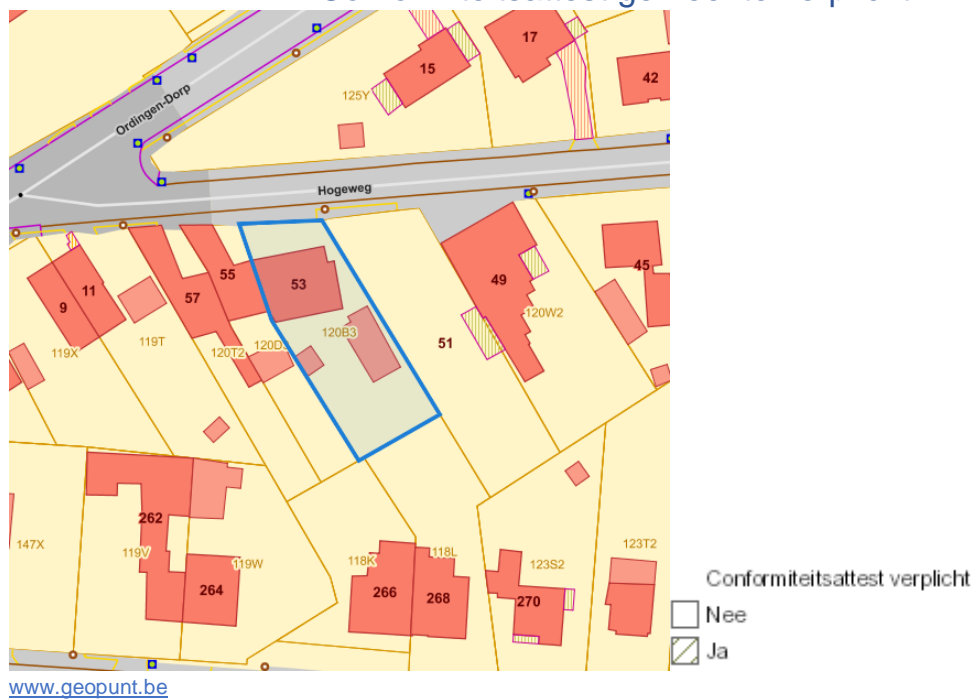 17
15
42
125Y
Ordingen-Dorp
Hogeweg
55
53
49
45
11
9
57
120B3
120W2
51
119X
119T
120T2
262
147X
119V
119W
264
118K
118L
266
268
123S2
270
123T2
Conformiteitsattest verplicht
Nee
Ja
www.geopunt.be